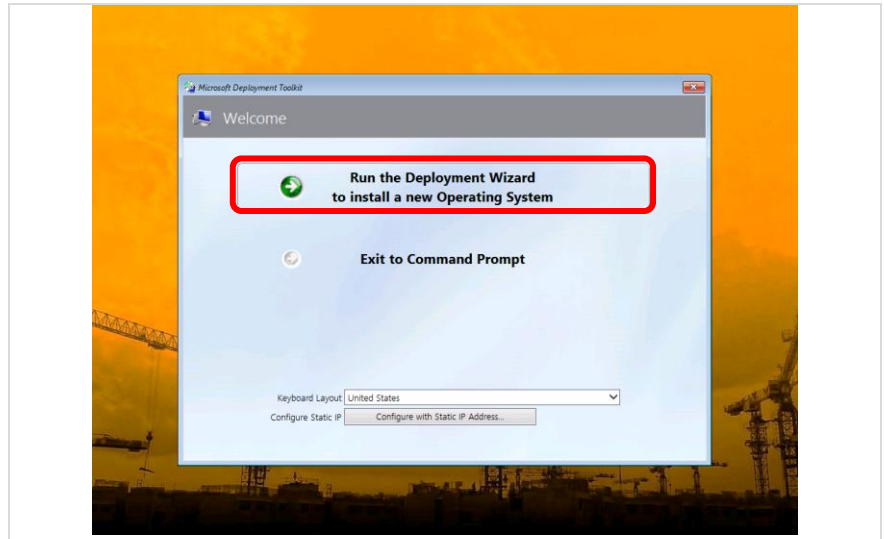 Microsoft Deployment Toolkit
Welcome
Run the Deployment Wizard
to install a new Operating System
Exit to Command Prompt
Keyboard Layout United States
Configure Static IP Configure with Static IP Address...